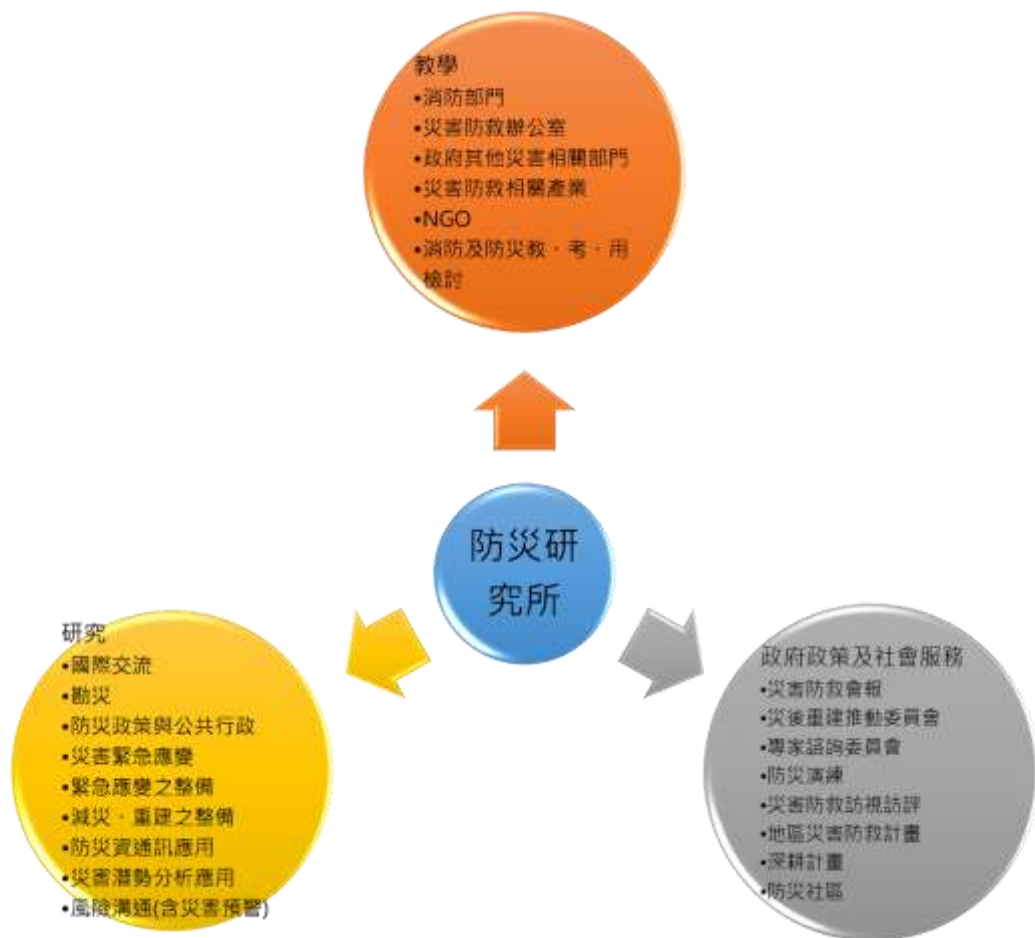 教學
•消防部門
•災害防救辦公室
•政府其他災害相關部門
•災害防救相關產業
•NGO
•消防及防災教、考、用
檢討
防災研
究所
研究
•國際交流
•勘災
•防災政策與公共行政
•災害緊急應變
•緊急應變之整備
•減災、重建之整備
•防災資通訊應用
•災害潛勢分析應用
•風險溝通(含災害預警)
政府政策及社會服務
•災害防救會報
•災後重建推動委員會
•專家諮詢委員會
•防災演練
•災害防救訪視訪評
•地區災害防救計畫
•深耕計畫
•防災社區